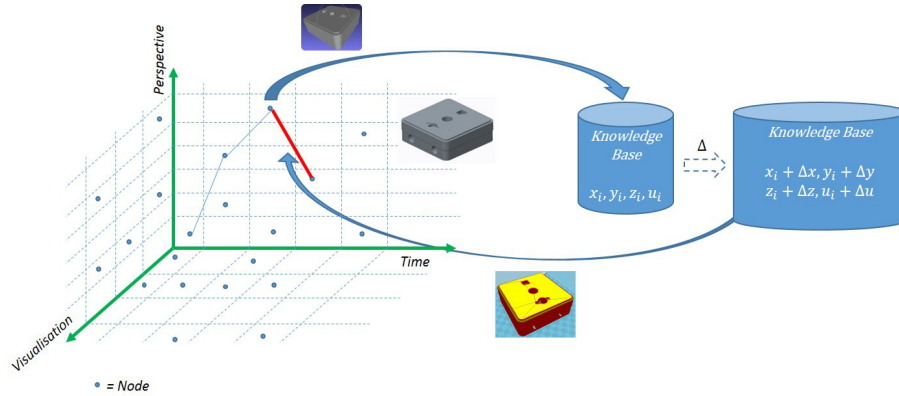 Perspective
Time
Visualisation
= Node
Knowledge
Base
x_i, y_i, z_i, u_i
Δ
Knowledge Base
x_i + Δx, y_i + Δy
z_i + Δz, u_i + Δu